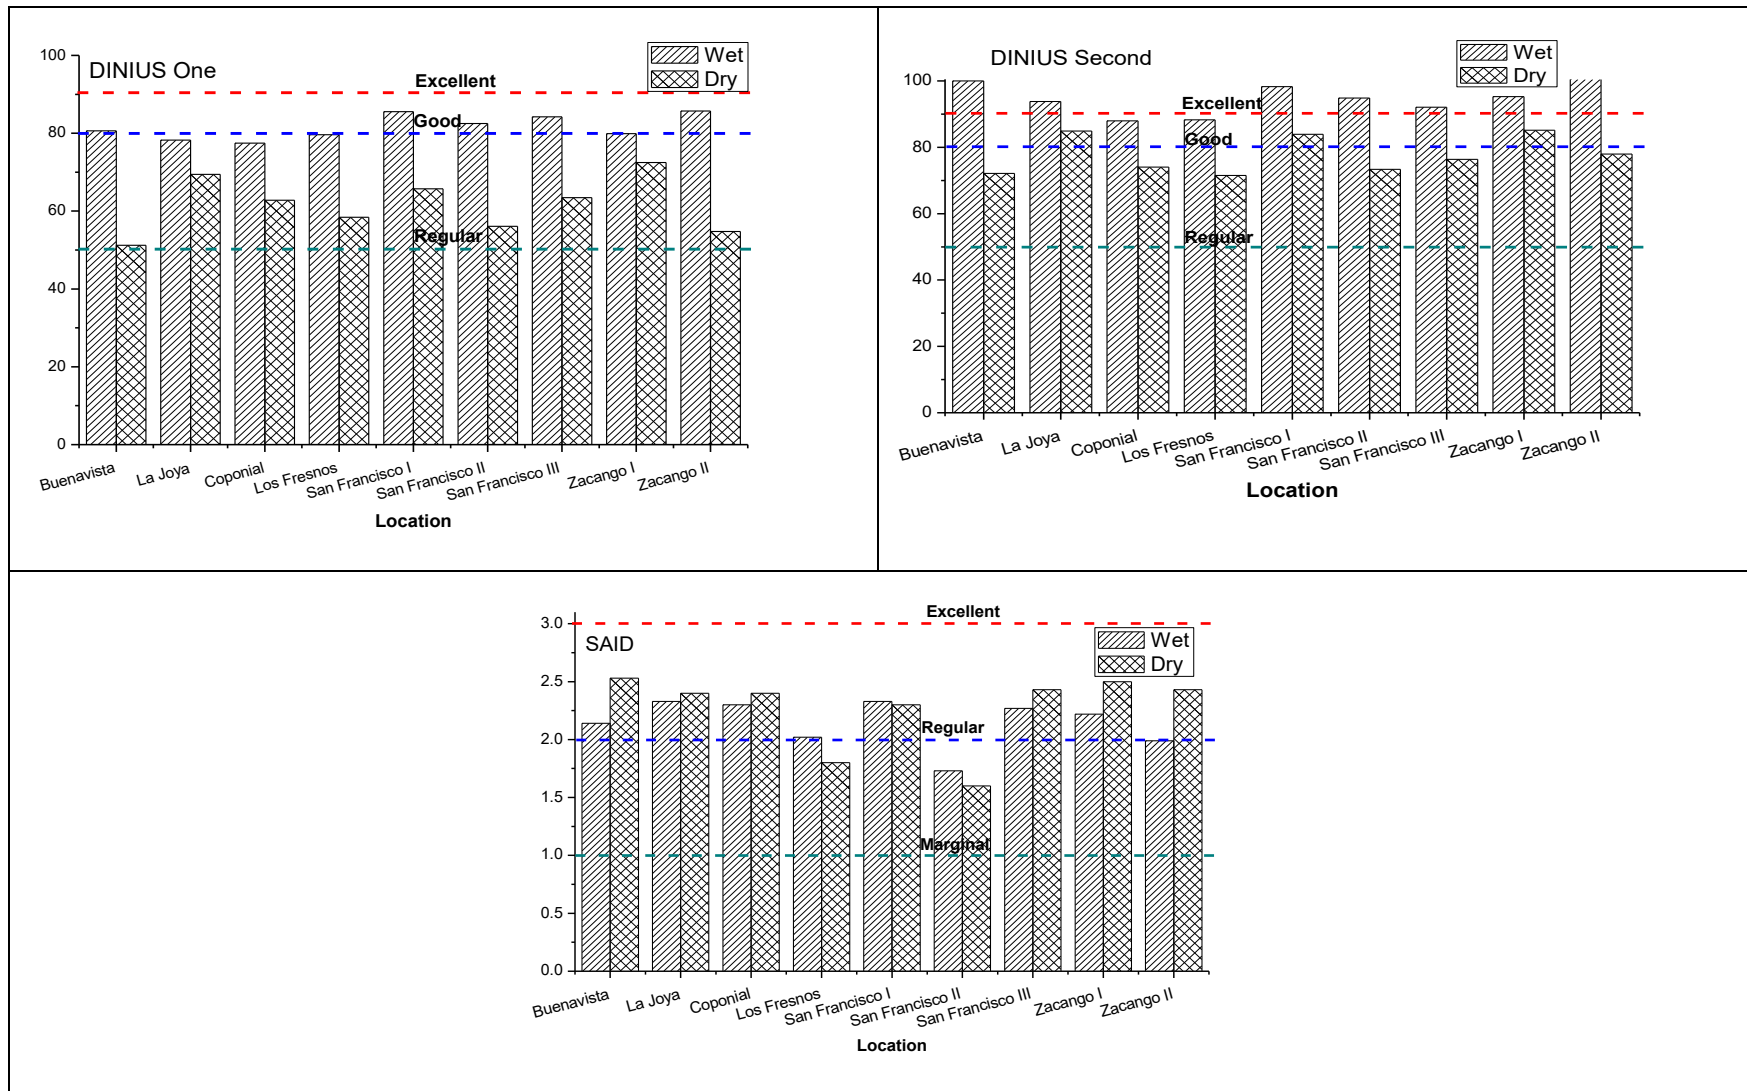 DINIUS One
Wet
Dry
Excellent
Good
Regular
100
80
60
40
20
0
Buenavista
La Joya
Coponial
Los Fresnos
San Francisco I
San Francisco II
San Francisco III
Zacango I
Zacango II
Location
DINIUS Second
Wet
Dry
Excellent
Good
Regular
100
80
60
40
20
0
Buenavista
La Joya
Coponial
Los Fresnos
San Francisco I
San Francisco II
San Francisco III
Zacango I
Zacango II
Location
SAID
Excellent
Wet
Dry
Regular
Marginal
3.0
2.5
2.0
1.5
1.0
0.5
0.0
Buenavista
La Joya
Coponial
Los Fresnos
San Francisco I
San Francisco II
San Francisco III
Zacango I
Zacango II
Location